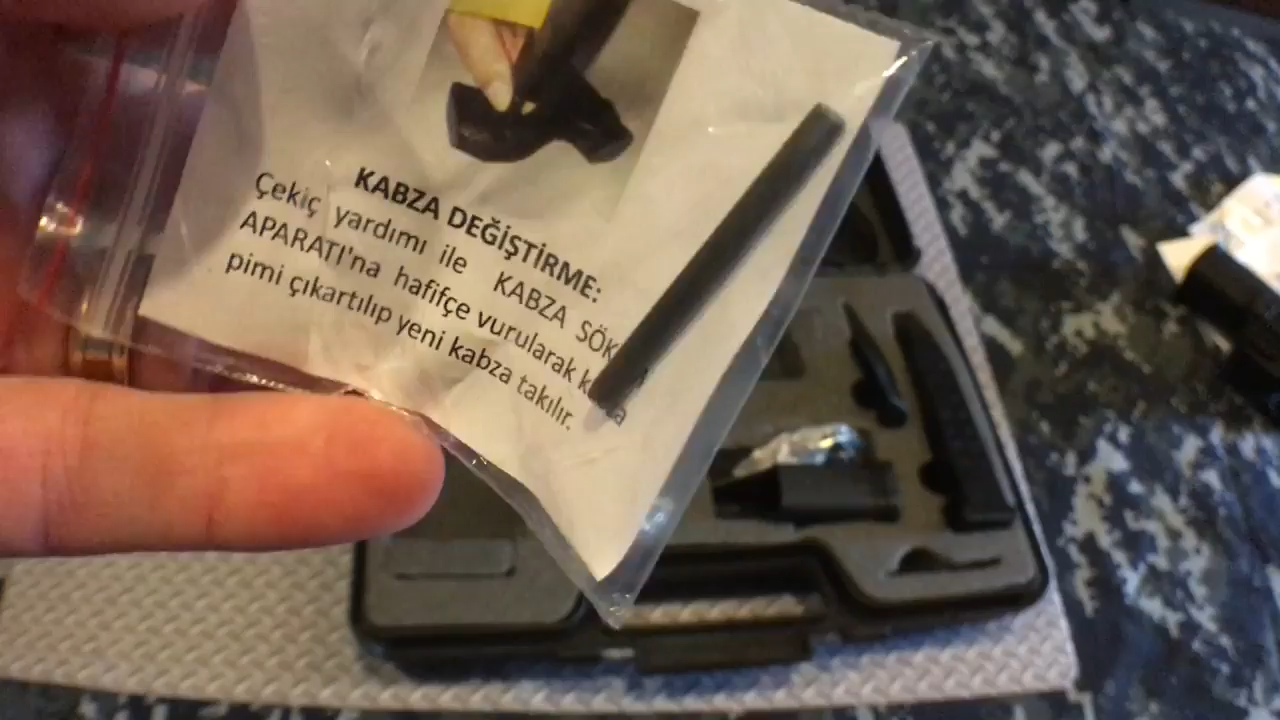 KABZA DEĞİŞTİRME:
Çekiç yardımı ile KABZA SÖK
APARATI'na hafifçe vurularak
pimi çıkartılıp yeni kabza takılır.